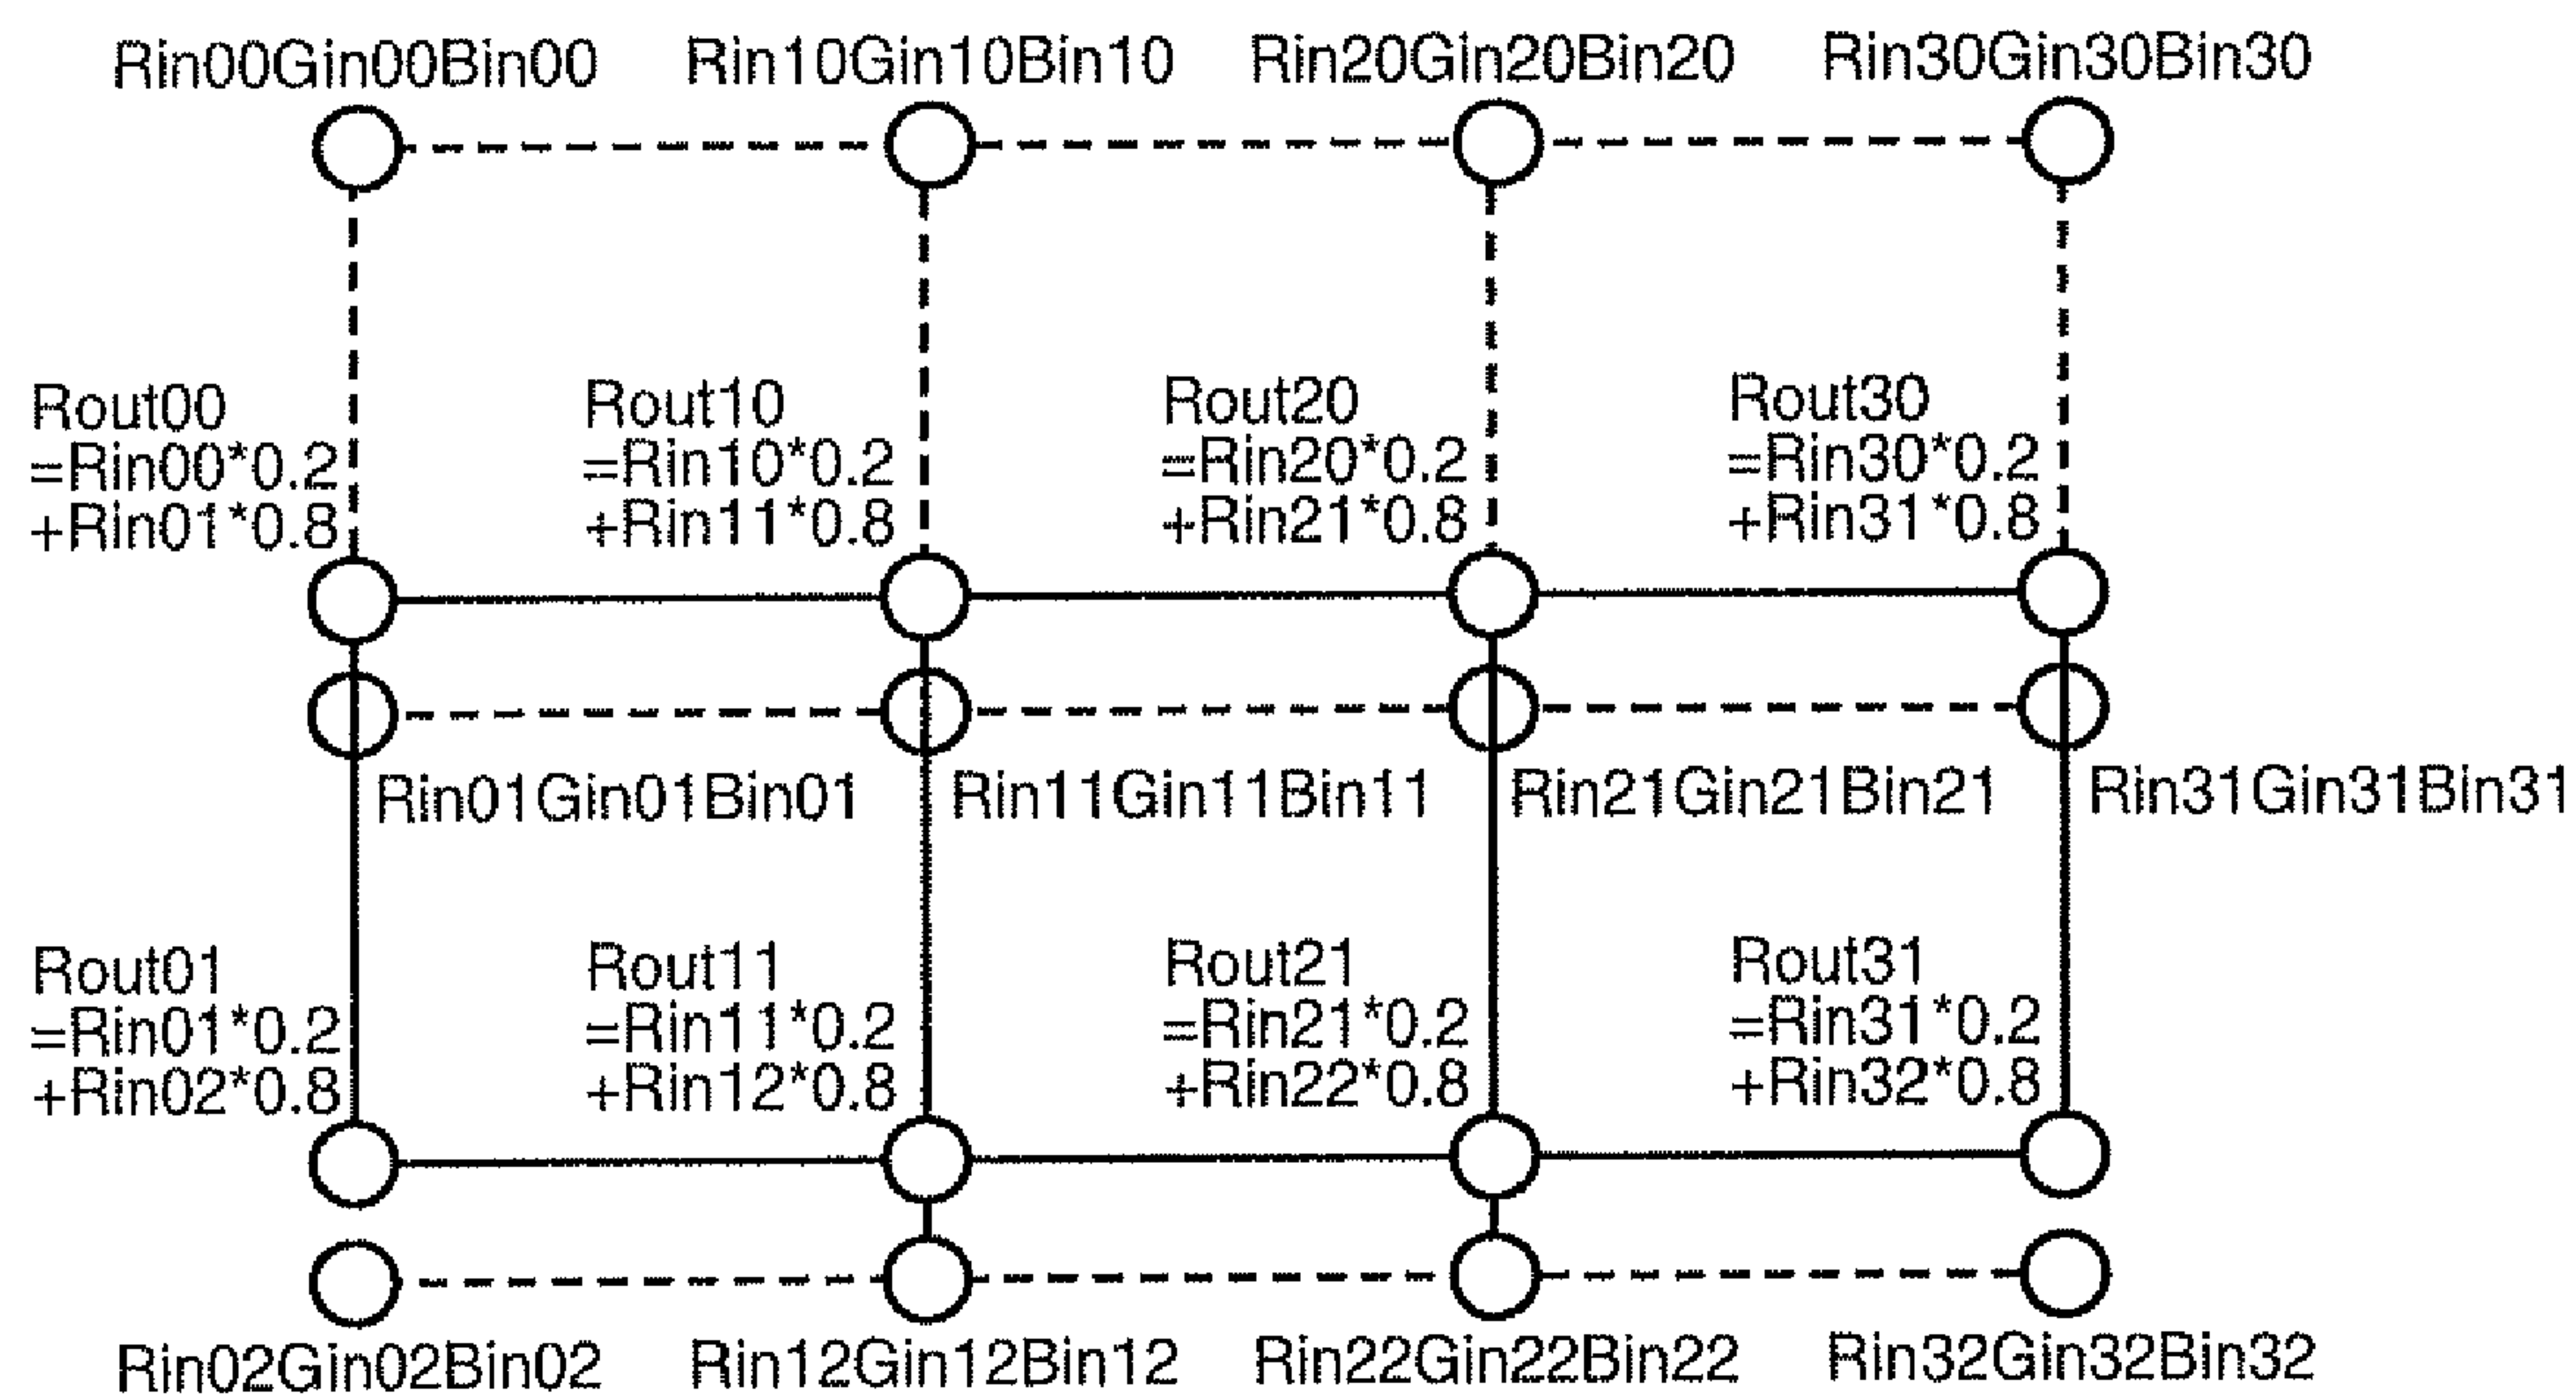 Rin00Gin00Bin00 Rin10Gin10Bin10 Rin20Gin20Bin20 Rin30Gin30Bin30
Rout00
=Rin00*0.2
+Rin01*0.8
Rout10
=Rin10*0.2
+Rin11*0.8
Rout20
=Rin20*0.2
+Rin21*0.8
Rout30
=Rin30*0.2
+Rin31*0.8
Rin01Gin01Bin01 Rin11Gin11Bin11 Rin21Gin21Bin21 Rin31Gin31Bin31
Rout01
=Rin01*0.2
+Rin02*0.8
Rout11
=Rin11*0.2
+Rin12*0.8
Rout21
=Rin21*0.2
+Rin22*0.8
Rout31
=Rin31*0.2
+Rin32*0.8
Rin02Gin02Bin02 Rin12Gin12Bin12 Rin22Gin22Bin22 Rin32Gin32Bin32